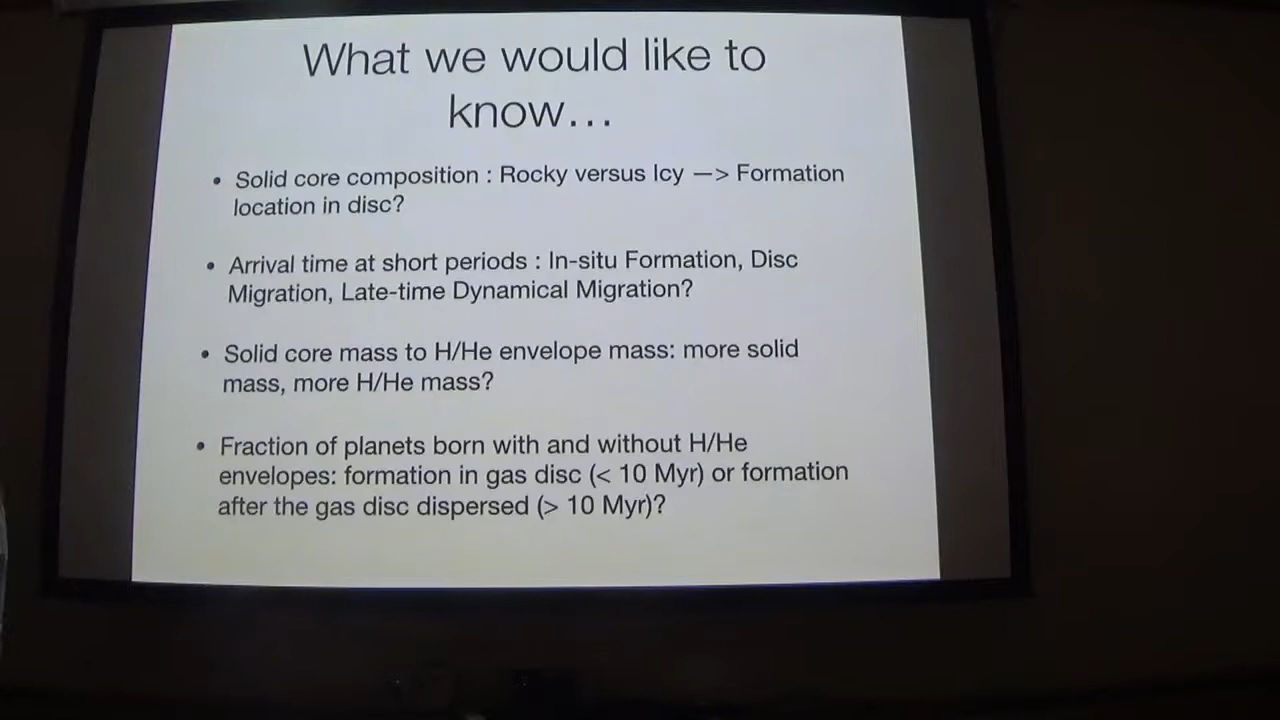 What we would like to
know...
• Solid core composition : Rocky versus Icy —> Formation
location in disc?
• Arrival time at short periods : In-situ Formation, Disc
Migration, Late-time Dynamical Migration?
• Solid core mass to H/He envelope mass: more solid
mass, more H/He mass?
• Fraction of planets born with and without H/He
envelopes: formation in gas disc (< 10 Myr) or formation
after the gas disc dispersed (> 10 Myr)?